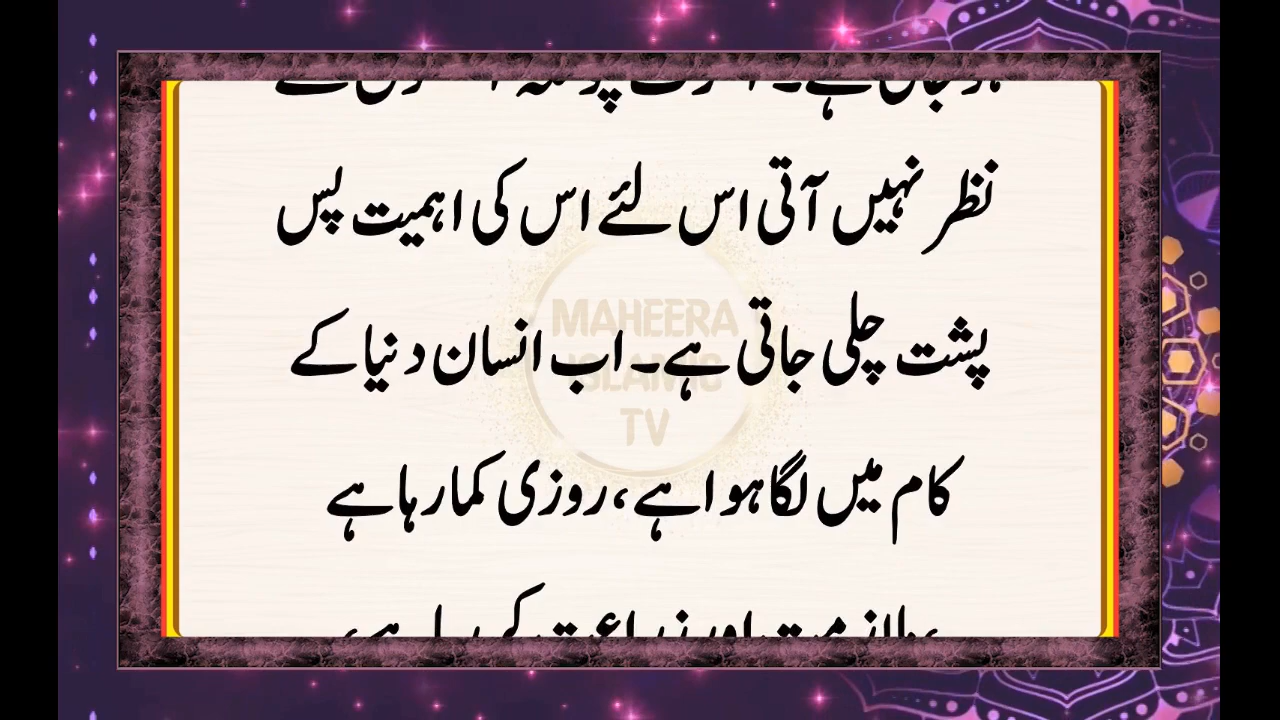 نظر نہیں آتی اس لئے اس کی اہمیت پس
پشت چلی جاتی ہے۔ اب انسان دنیا کے
کام میں لگا ہوا ہے، روزی کما رہا ہے
MAHEERA
ISLAMIC
TV